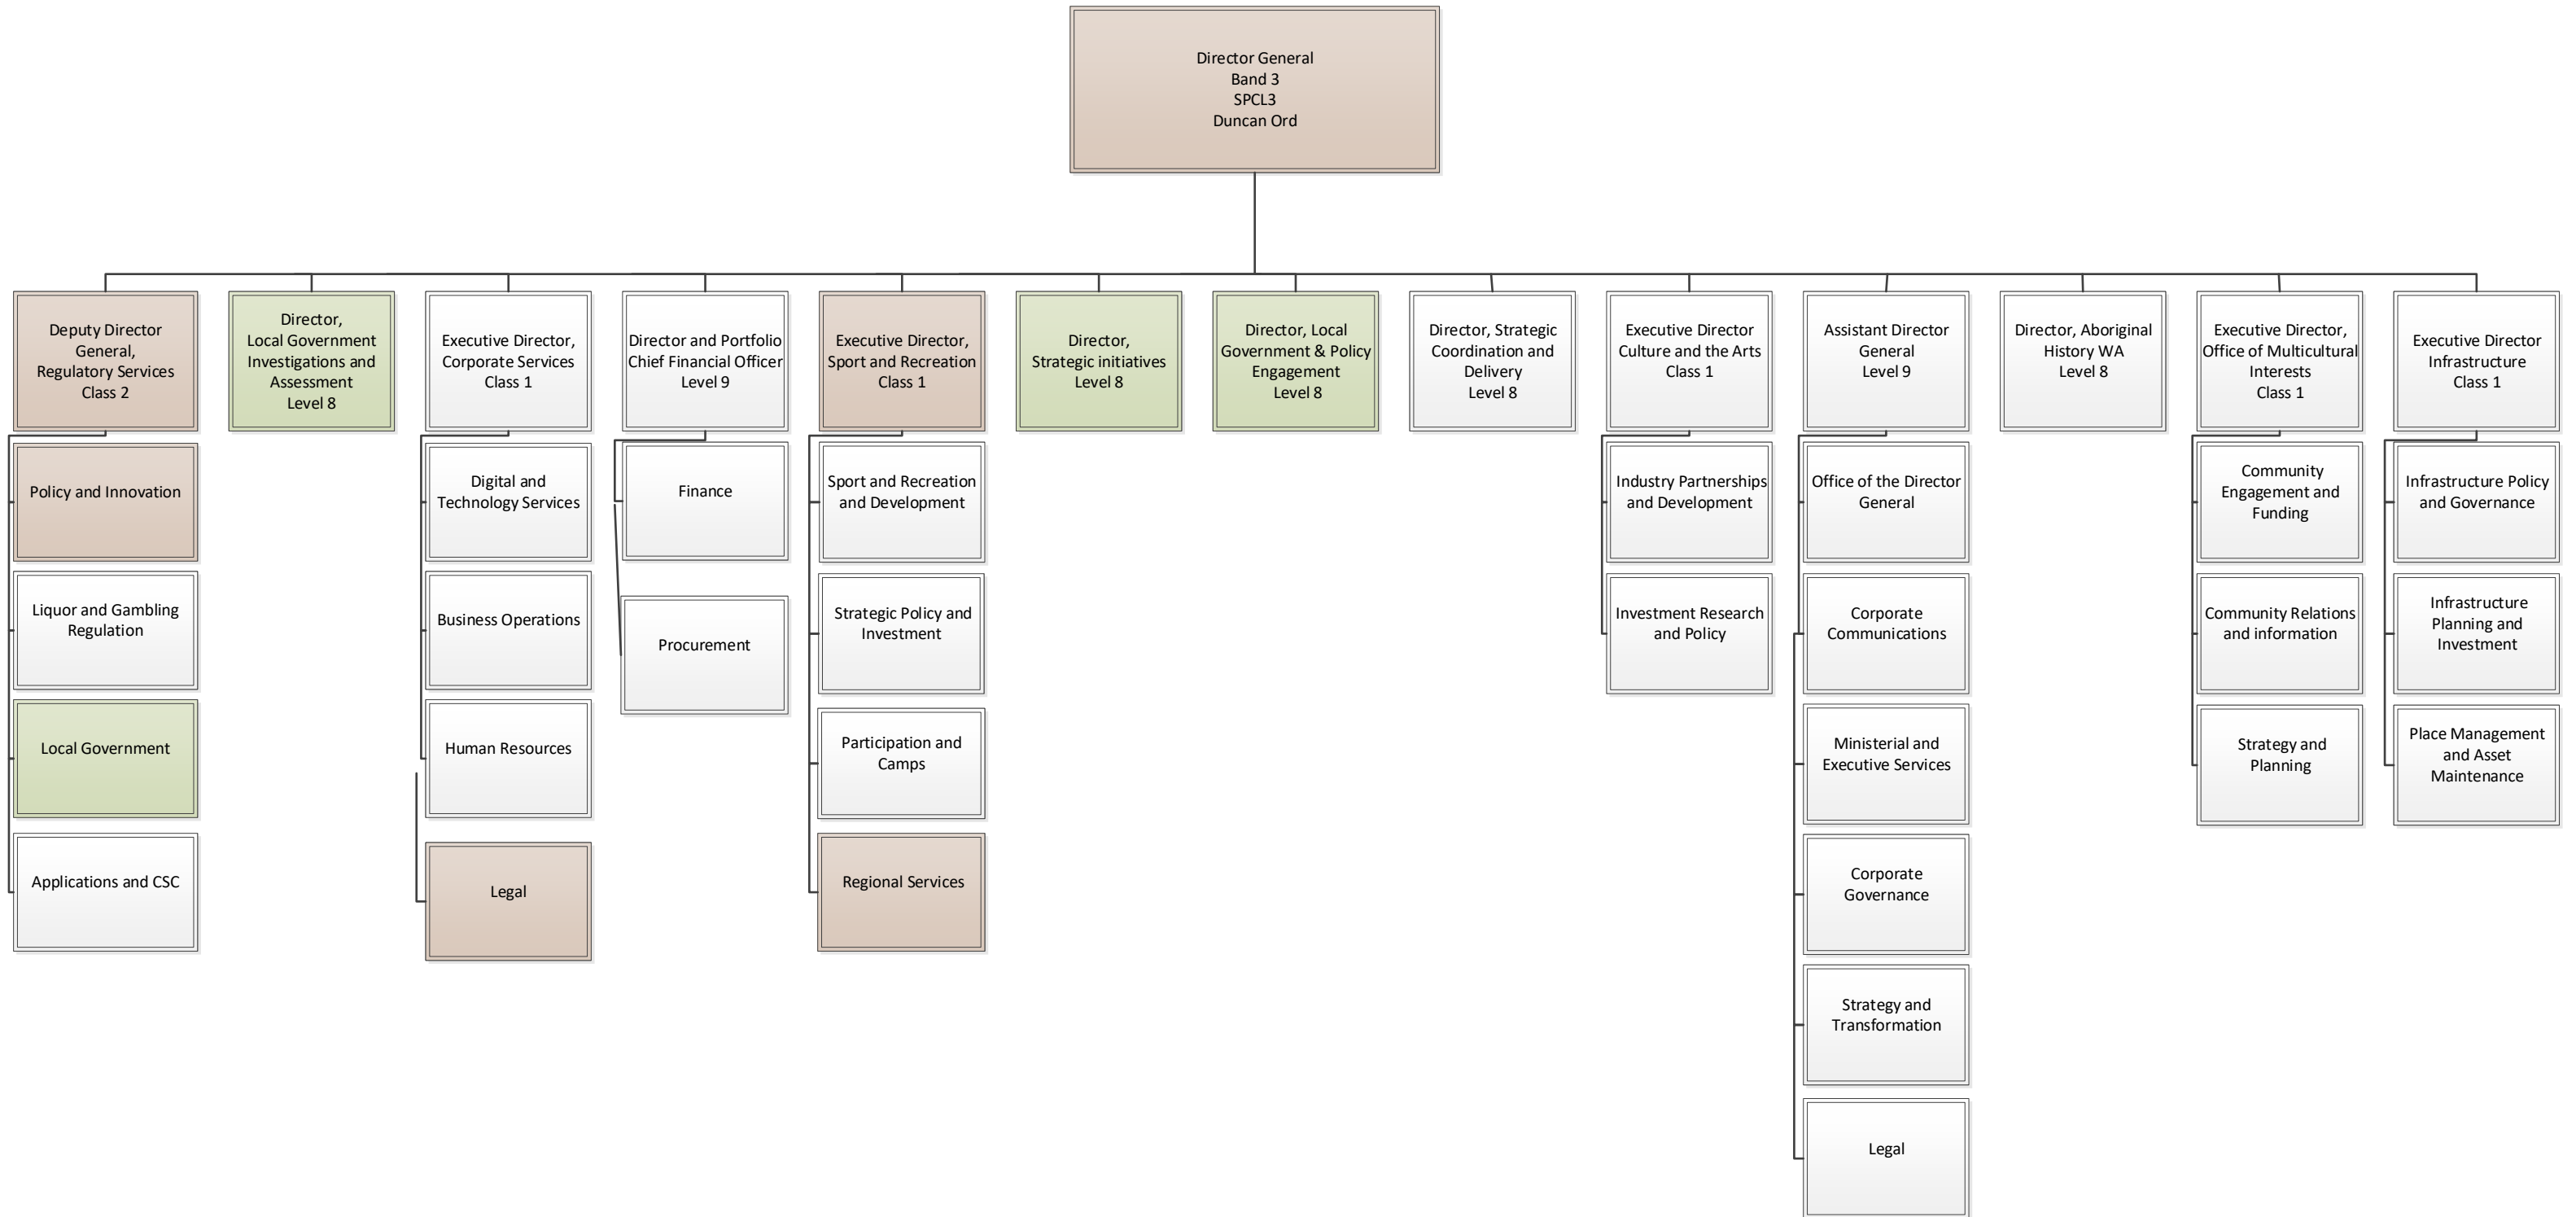 Director General
Band 3
SPCL3
Duncan Ord
Deputy Director
General,
Regulatory Services
Class 2
Policy and Innovation
Liquor and Gambling
Regulation
Local Government
Applications and CSC
Director,
Local Government
Investigations and
Assessment
Level 8
Executive Director,
Corporate Services
Class 1
Digital and
Technology Services
Business Operations
Human Resources
Legal
Director and Portfolio
Chief Financial Officer
Level 9
Finance
Procurement
Executive Director,
Sport and Recreation
Class 1
Sport and Recreation
and Development
Strategic Policy and
Investment
Participation and
Camps
Regional Services
Director,
Strategic initiatives
Level 8
Director, Local
Government & Policy
Engagement
Level 8
Director, Strategic
Coordination and
Delivery
Level 8
Executive Director
Culture and the Arts
Class 1
Industry Partnerships
and Development
Investment Research
and Policy
Assistant Director
General
Level 9
Office of the Director
General
Corporate
Communications
Ministerial and
Executive Services
Corporate
Governance
Strategy and
Transformation
Legal
Director, Aboriginal
History WA
Level 8
Executive Director,
Office of Multicultural
Interests
Class 1
Community
Engagement and
Funding
Community Relations
and information
Strategy and
Planning
Executive Director
Infrastructure
Class 1
Infrastructure Policy
and Governance
Infrastructure
Planning and
Investment
Place Management
and Asset
Maintenance